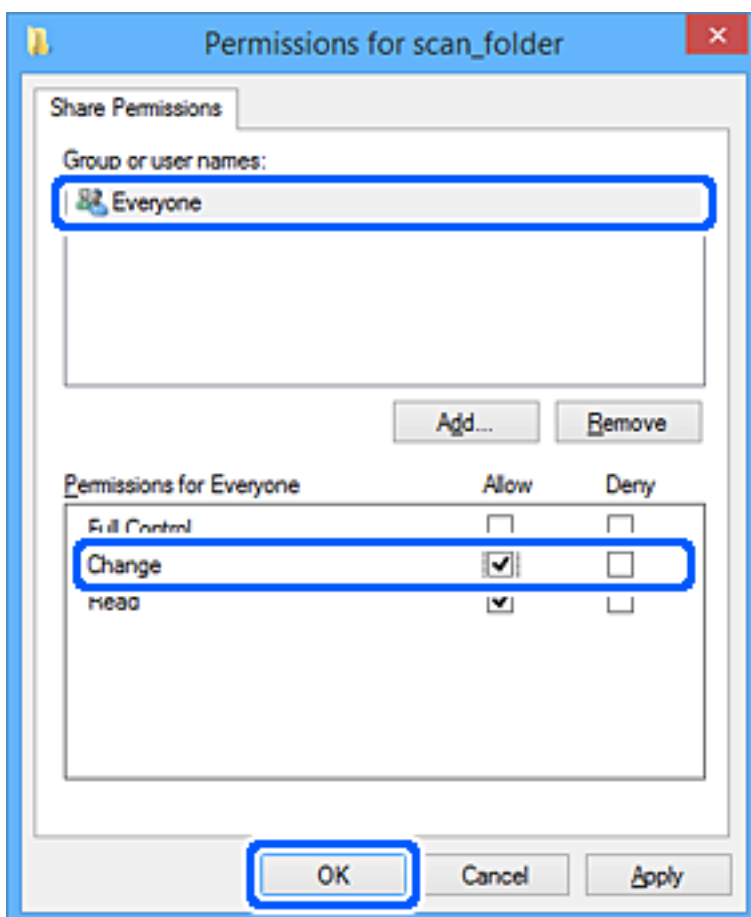 Permissions for scan_folder
Share Permissions
Group or user names:
Everyone
Add...
Remove
Permissions for Everyone Allow Deny
Full Control
Change
Read
OK Cancel Apply